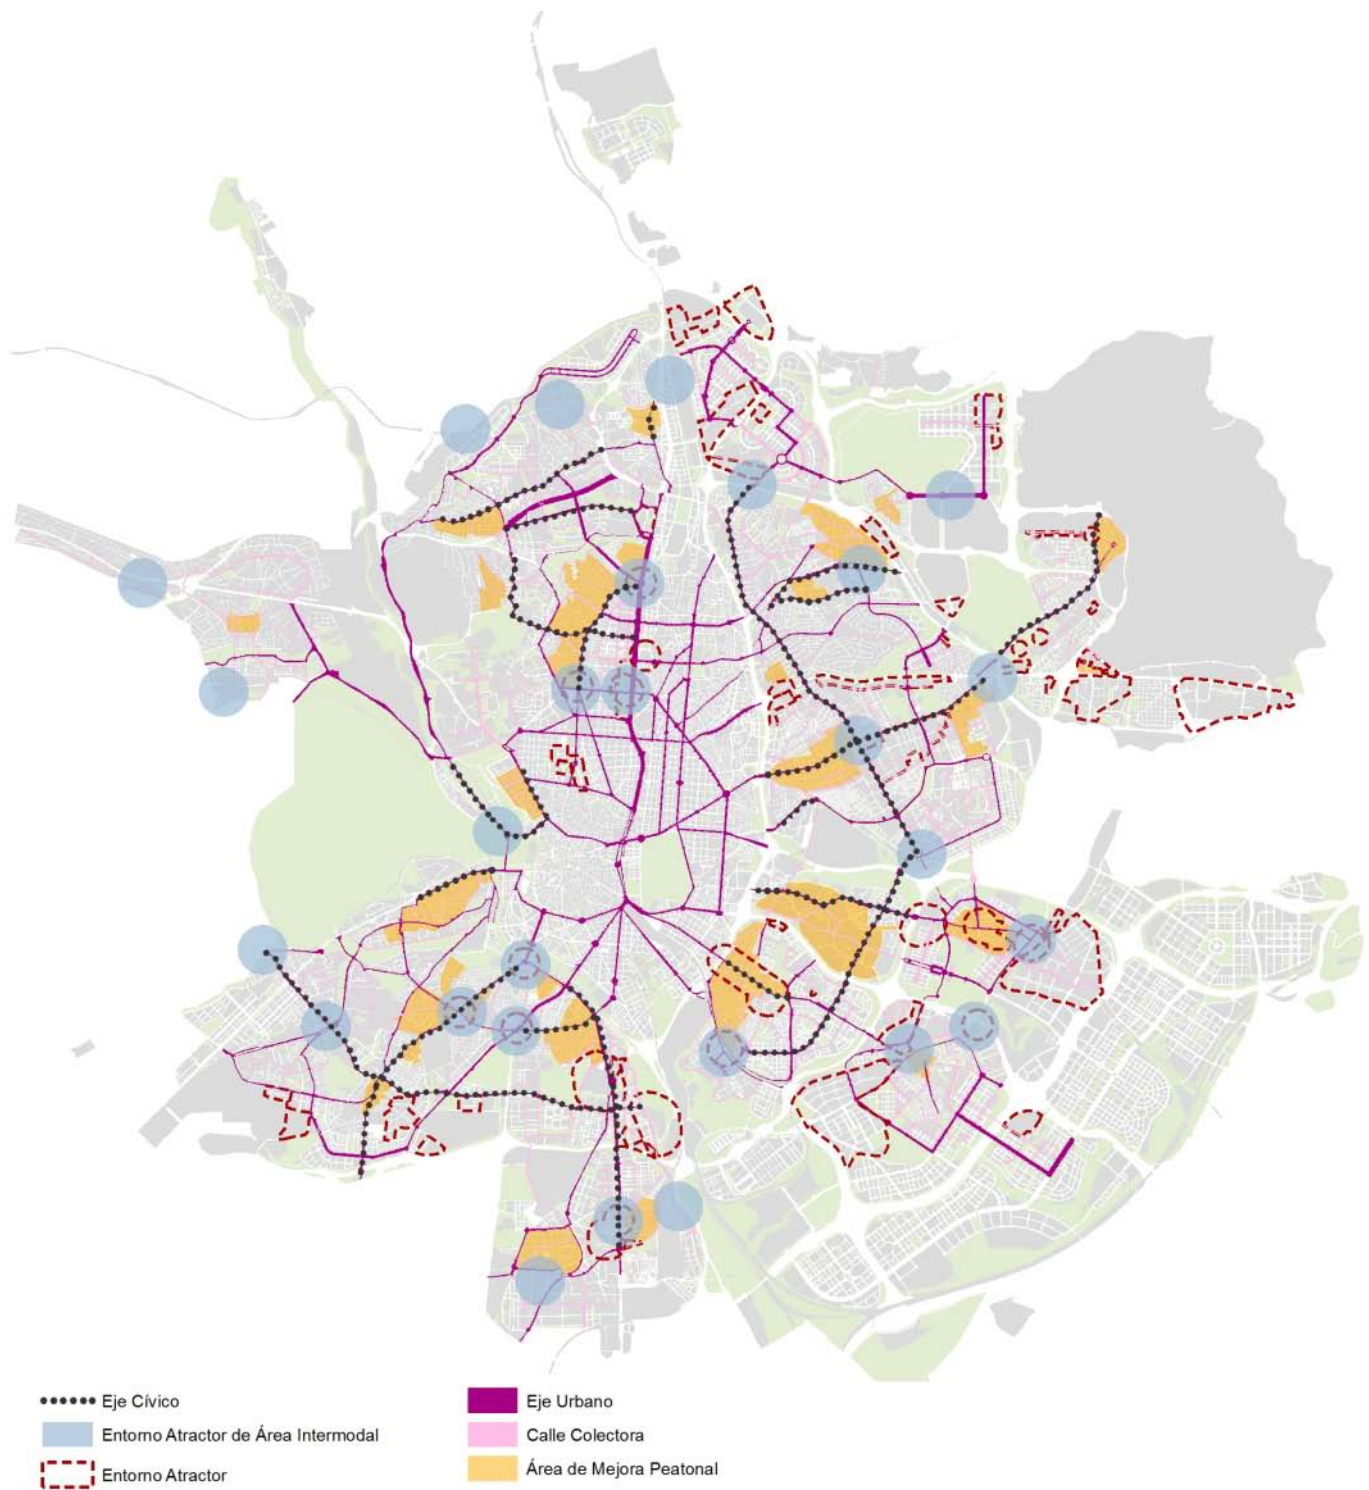 Eje Cívico
Entorno Atractor de Área Intermodal
Entorno Atractor
Eje Urbano
Calle Colectora
Área de Mejora Peatonal